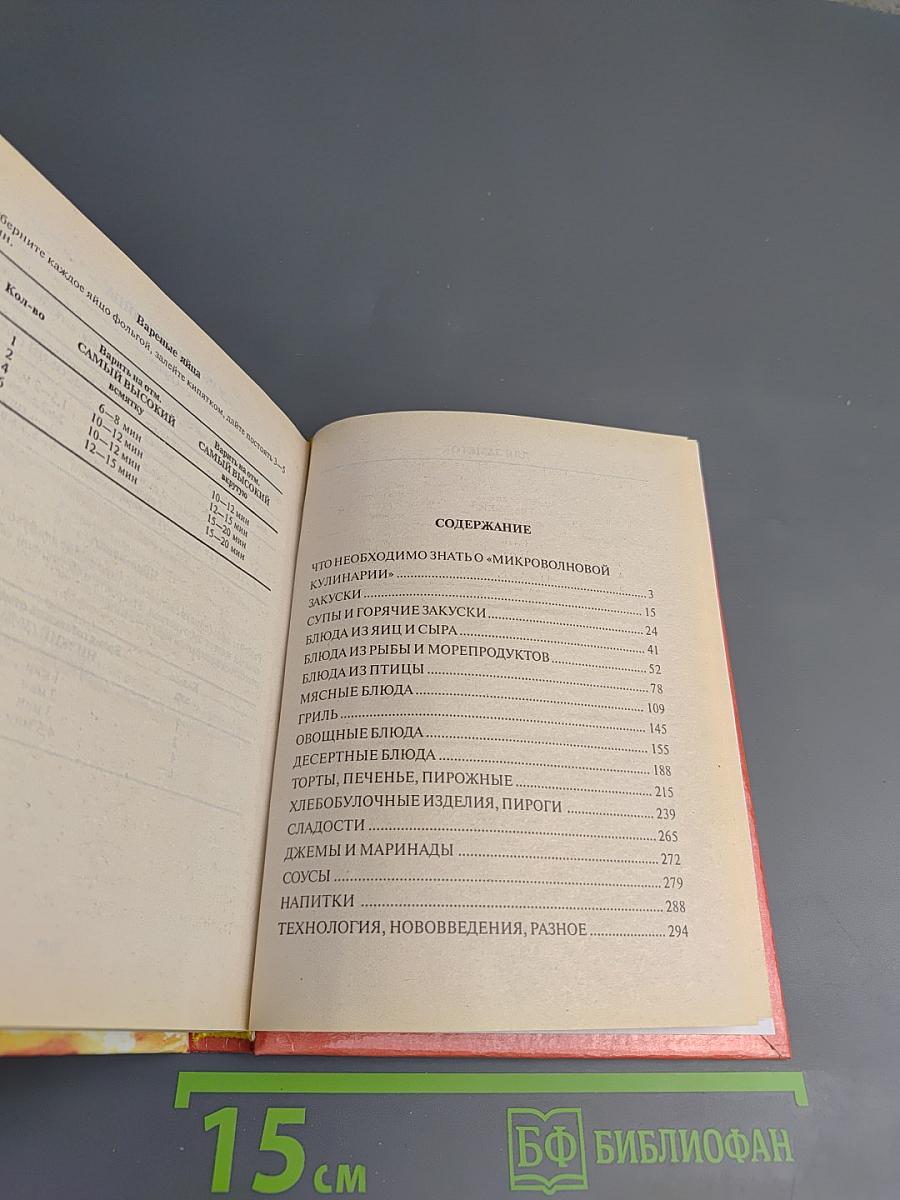 Вареные яйца
берните каждое яйцо фольгой, залейте кипятком, дайте постоять 3—5
ин.
Кол-во
Варить на отм.
САМЫЙ ВЫСОКИЙ
всмятку
Варить на отм.
САМЫЙ ВЫСОКИЙ
вкрутую
1 6—8 мин 10—12 мин
2 10—12 мин 12—15 мин
4 10—12 мин 15—20 мин
6 12—15 мин 15—20 мин
СОДЕРЖАНИЕ
ЧТО НЕОБХОДИМО ЗНАТЬ О «МИКРОВОЛНОВОЙ
КУЛИНАРИИ» 3
ЗАКУСКИ 15
СУПЫ И ГОРЯЧИЕ ЗАКУСКИ 24
БЛЮДА ИЗ ЯИЦ И СЫРА 41
БЛЮДА ИЗ РЫБЫ И МОРЕПРОДУКТОВ 52
БЛЮДА ИЗ ПТИЦЫ 78
МЯСНЫЕ БЛЮДА 109
ГРИЛЬ 145
ОВОЩНЫЕ БЛЮДА 155
ДЕСЕРТНЫЕ БЛЮДА 188
ТОРТЫ, ПЕЧЕНЬЕ, ПИРОЖНЫЕ 215
ХЛЕБОБУЛОЧНЫЕ ИЗДЕЛИЯ, ПИРОГИ 239
СЛАДОСТИ 265
ДЖЕМЫ И МАРИНАДЫ 272
СОУСЫ 279
НАПИТКИ 288
ТЕХНОЛОГИЯ, НОВОВВЕДЕНИЯ, РАЗНОЕ 294
15 см
БФ БИБЛИОФАН